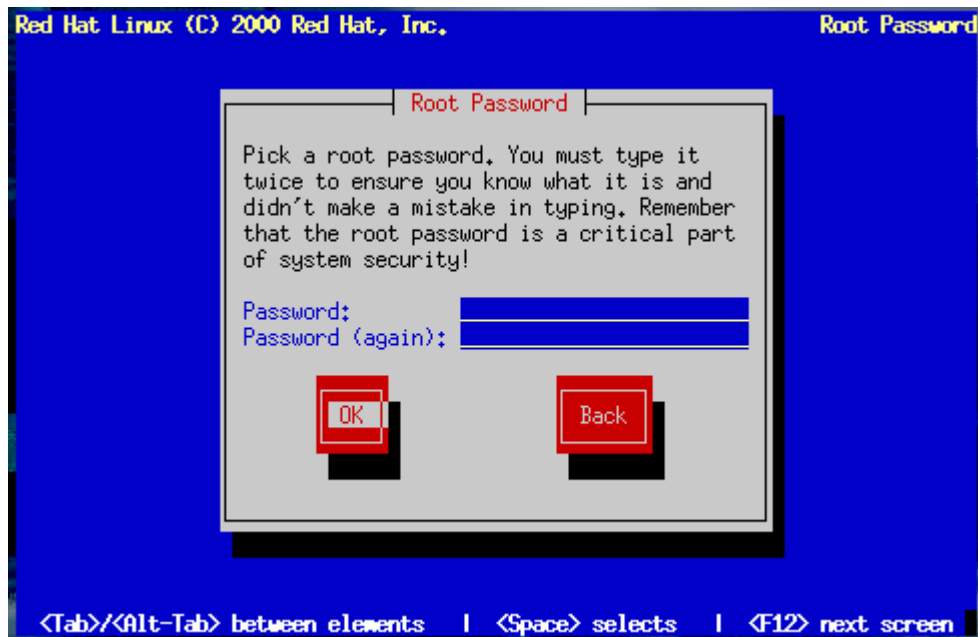 Red Hat Linux (C) 2000 Red Hat, Inc. Root Password
Root Password
Pick a root password. You must type it
twice to ensure you know what it is and
didn't make a mistake in typing. Remember
that the root password is a critical part
of system security!
Password:
Password (again):
OK Back
<Tab>/<Alt-Tab> between elements | <Space> selects | <F12> next screen